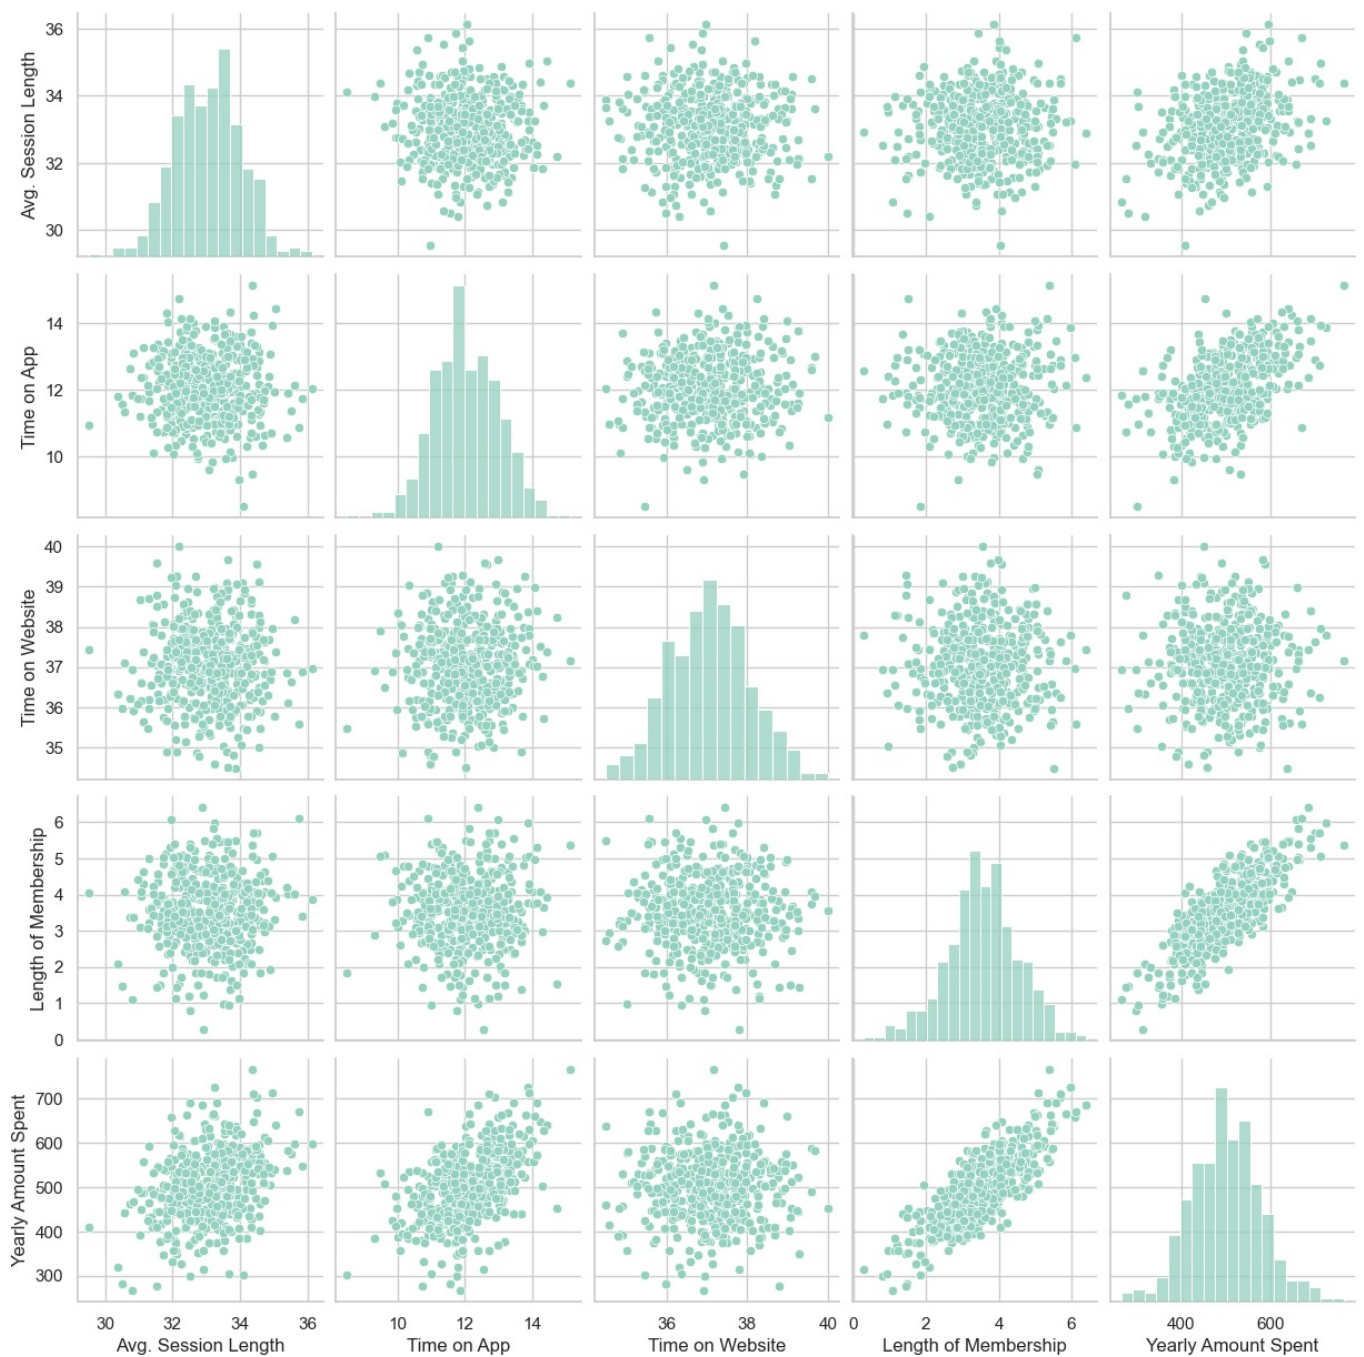 36
34
32
30
Avg. Session Length
14
12
10
Time on App
40
39
38
37
36
35
Time on Website
6
5
4
3
2
1
0
Length of Membership
700
600
500
400
300
Yearly Amount Spent
30 32 34 36
10 12 14
36 38 40
0 2 4 6
400 600
Avg. Session Length
Time on App
Time on Website
Length of Membership
Yearly Amount Spent